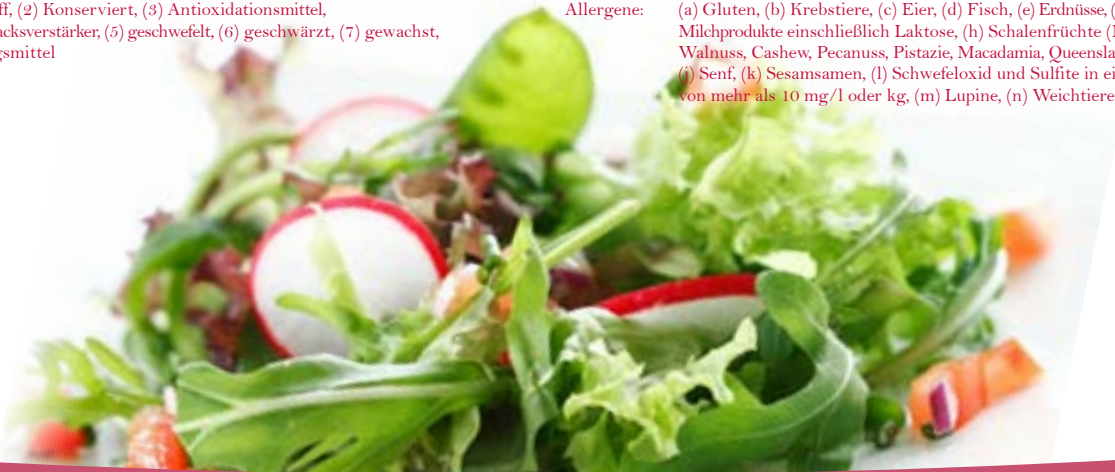 ff, (2) Konserviert, (3) Antioxidationsmittel,
acksverstärker, (5) geschwefelt, (6) geschwärzt, (7) gewachst,
gsmittel
Allergene: (a) Gluten, (b) Krebstiere, (c) Eier, (d) Fisch, (e) Erdnüsse, (
Milchprodukte einschließlich Laktose, (h) Schalenfrüchte (
Walnuss, Cashew, Pecanuss, Pistazie, Macadamia, Queensla
(j) Senf, (k) Sesamsamen, (l) Schwefeloxid und Sulfite in ei
von mehr als 10 mg/l oder kg, (m) Lupine, (n) Weichtiere